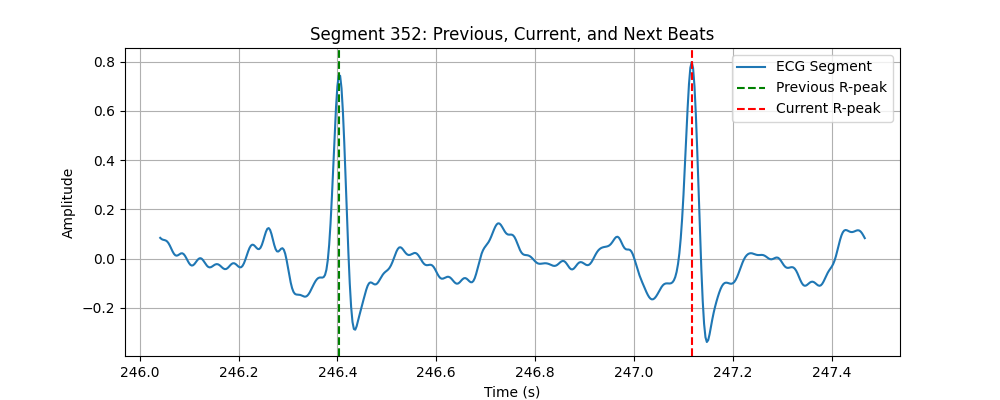 Segment 352: Previous, Current, and Next Beats
ECG Segment
Previous R-peak
Current R-peak
Amplitude
0.8
0.6
0.4
0.2
0.0
−0.2
246.0 246.2 246.4 246.6 246.8 247.0 247.2 247.4
Time (s)